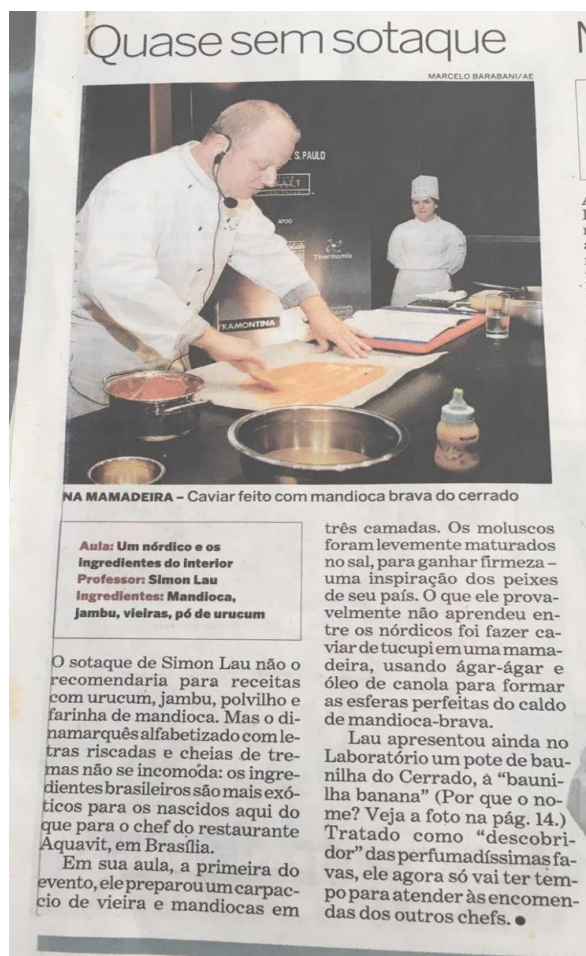 Quase sem sotaque
MARCELO BARABANI/AE
S. PAULO
APOIO
Thermomix
TRAMONTINA
NA MAMADEIRA – Caviar feito com mandioca brava do cerrado
Aula: Um nórdico e os
ingredientes do interior
Professor: Simon Lau
Ingredientes: Mandioca,
jambu, vieiras, pó de urucum
O sotaque de Simon Lau não o
recomendaria para receitas
com urucum, jambu, polvilho e
farinha de mandioca. Mas o di-
namarquês alfabetizado com le-
tras riscadas e cheias de tre-
mas não se incomoda: os ingre-
dientes brasileiros são mais exó-
ticos para os nascidos aqui do
que para o chef do restaurante
Aquavit, em Brasília.
Em sua aula, a primeira do
evento, ele preparou um carpac-
cio de vieira e mandiocas em
três camadas. Os moluscos
foram levemente maturados
no sal, para ganhar firmeza –
uma inspiração dos peixes
de seu país. O que ele prova-
velmente não aprendeu en-
tre os nórdicos foi fazer ca-
viar de tucupi em uma mama-
deira, usando ágar-ágar e
óleo de canola para formar
as esferas perfeitas do caldo
de mandioca-brava.
Lau apresentou ainda no
Laboratório um pote de bau-
nilha do Cerrado, a “bauni-
lha banana” (Por que o no-
me? Veja a foto na pág. 14.)
Tratado como “descobri-
dor” das perfumadíssimas fa-
vas, ele agora só vai ter tem-
po para atender às encomen-
das dos outros chefs.